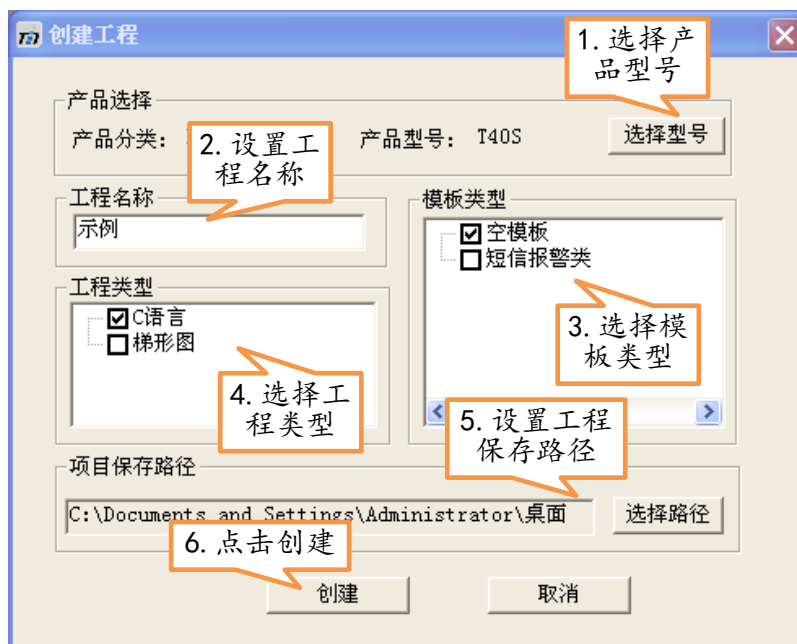 创建工程
1.选择产
品型号
产品选择
产品分类:
2.设置工
程名称
产品型号: T40S
选择型号
工程名称
示例
模板类型
空模板
短信报警类
3.选择模
板类型
工程类型
C语言
梯形图
4.选择工
程类型
5.设置工程
保存路径
项目保存路径
C:\Documents and Settings\Administrator\桌面
选择路径
6.点击创建
创建
取消